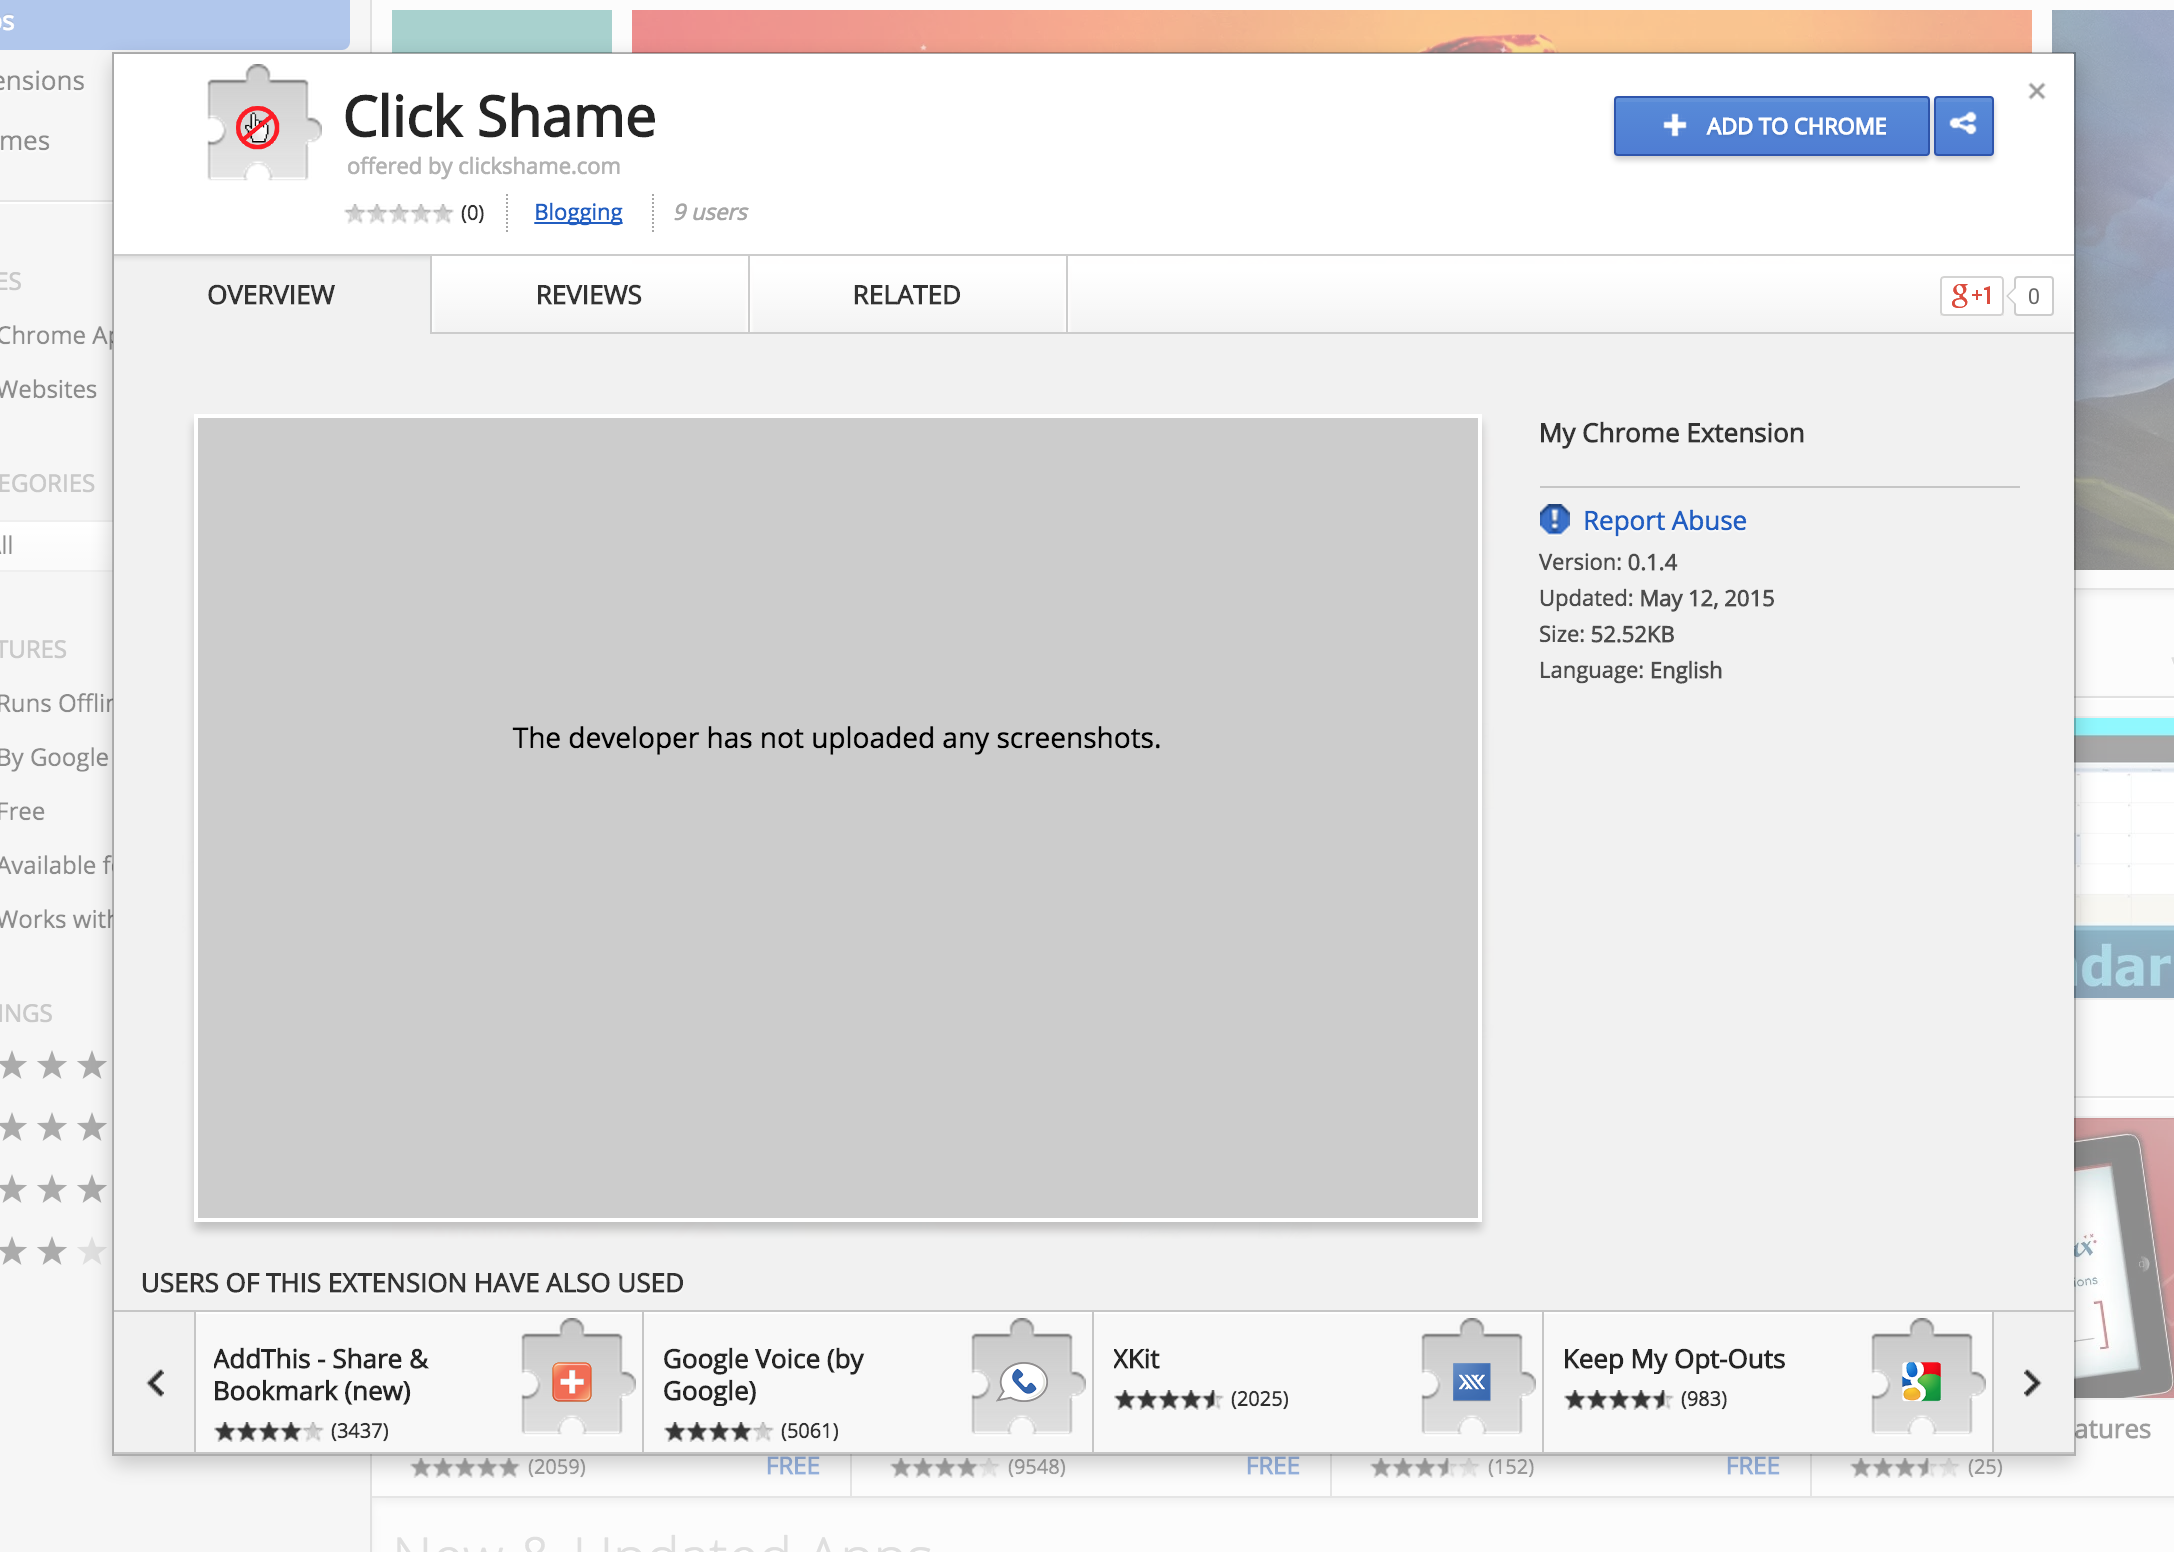 Click Shame
offered by clickshame.com
(0)
Blogging
9 users
ADD TO CHROME
OVERVIEW
REVIEWS
RELATED
g+1
0
My Chrome Extension
Report Abuse
Version: 0.1.4
Updated: May 12, 2015
Size: 52.52KB
Language: English
The developer has not uploaded any screenshots.
USERS OF THIS EXTENSION HAVE ALSO USED
AddThis - Share &
Bookmark (new)
(3437)
Google Voice (by
Google)
(5061)
XKit
(2025)
Keep My Opt-Outs
(983)
ensions
mes
ES
Chrome Ap
Websites
EGORIES
ll
TURES
Runs Offlin
By Google
Free
Available f
Works with
INGS
dar
ions
atures
(2059)
FREE
(9548)
FREE
(152)
FREE
(25)
New & Updated Apps